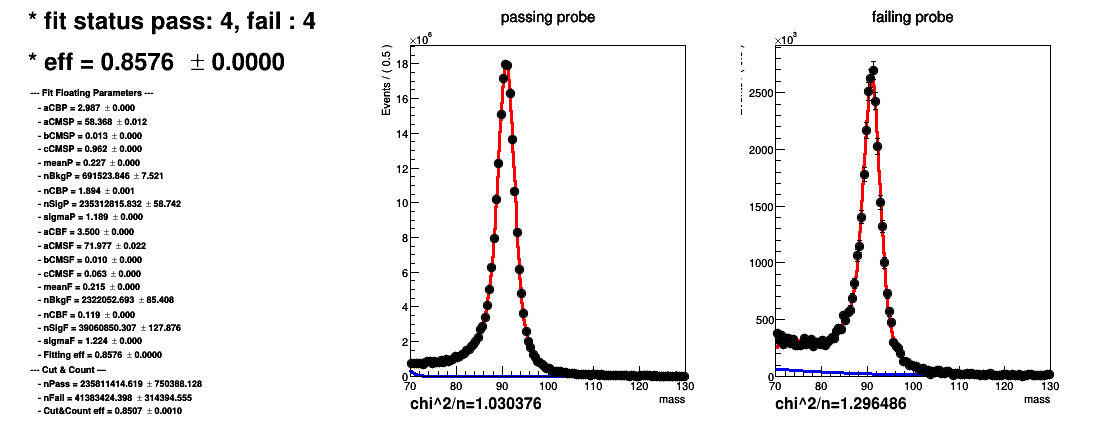 * fit status pass: 4, fail : 4
* eff = 0.8576 ± 0.0000
--- Fit Floating Parameters ---
- aCBP = 2.987 ± 0.000
- aCMSP = 58.368 ± 0.012
- bCMSP = 0.013 ± 0.000
- cCMSP = 0.962 ± 0.000
- meanP = 0.227 ± 0.000
- nBkgP = 691523.846 ± 7.521
- nCBP = 1.894 ± 0.001
- nSigP = 235312815.832 ± 58.742
- sigmaP = 1.189 ± 0.000
- aCBF = 3.500 ± 0.000
- aCMSF = 71.977 ± 0.022
- bCMSF = 0.010 ± 0.000
- cCMSF = 0.063 ± 0.000
- meanF = 0.215 ± 0.000
- nBkgF = 2322052.693 ± 85.408
- nCBF = 0.119 ± 0.000
- nSigF = 39060850.307 ± 127.876
- sigmaF = 1.224 ± 0.000
- Fitting eff = 0.8576 ± 0.0000
--- Cut & Count ---
- nPass = 235811414.619 ± 750388.128
- nFail = 41383424.398 ± 314394.555
- Cut&Count eff = 0.8507 ± 0.0010
passing probe
×10^6
Events / ( 0.5 )
18
16
14
12
10
8
6
4
2
0
70 80 90 100 110 120 130
mass
chi^2/n=1.030376
failing probe
×10^3
2500
2000
1500
1000
500
0
70 80 90 100 110 120 130
mass
chi^2/n=1.296486